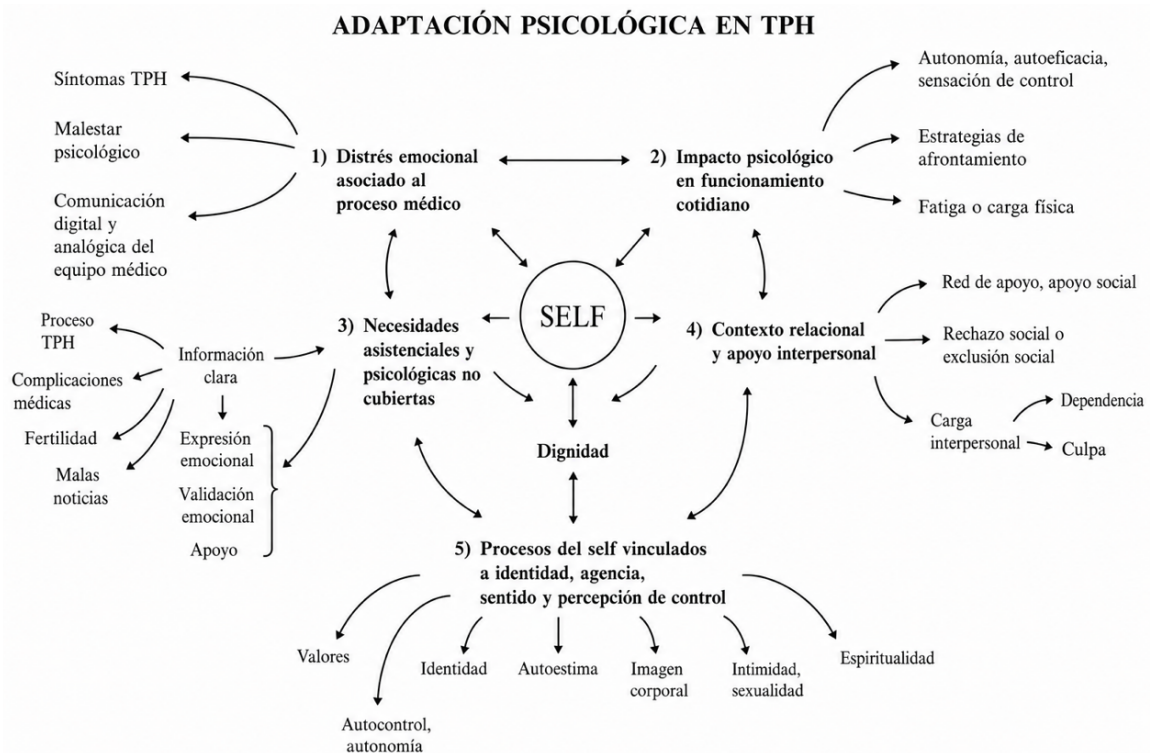 ADAPTACIÓN PSICOLÓGICA EN TPH
Síntomas TPH
Malestar
psicológico
Comunicación
digital y
analógica del
equipo médico
1) Distrés emocional
asociado al
proceso médico
2) Impacto psicológico
en funcionamiento
cotidiano
Autonomía, autoeficacia,
sensación de control
Estrategias de
afrontamiento
Fatiga o carga física
SELF
3) Necesidades
asistenciales y
psicológicas no
cubiertas
Proceso
TPH
Información
clara
Complicaciones
médicas
Fertilidad
Malas
noticias
Expresión
emocional
Validación
emocional
Apoyo
4) Contexto relacional
y apoyo interpersonal
Red de apoyo, apoyo social
Rechazo social o
exclusión social
Carga
interpersonal
Dependencia
Culpa
Dignidad
5) Procesos del self vinculados
a identidad, agencia,
sentido y percepción de control
Valores
Autocontrol,
autonomía
Identidad
Autoestima
Imagen
corporal
Intimidad,
sexualidad
Espiritualidad